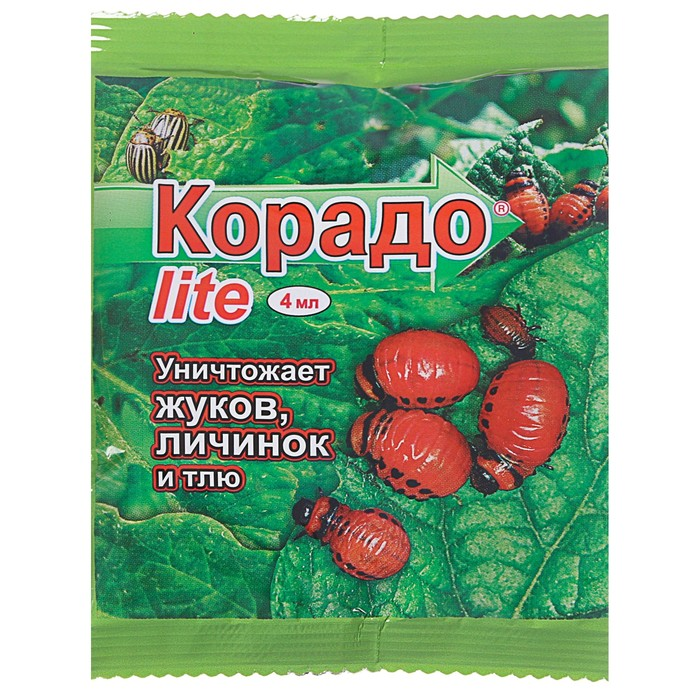 Корадо®
lite 4 мл
Уничтожает
жуков,
личинок
и тлю